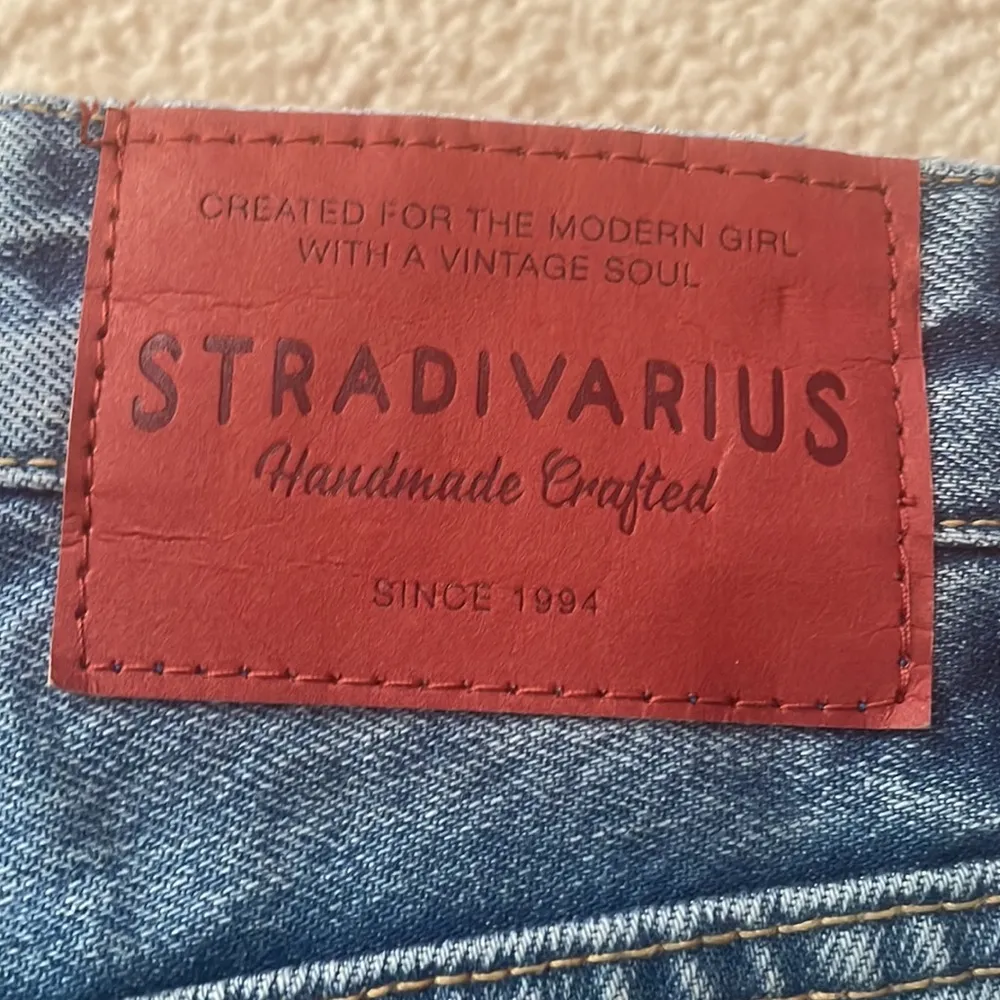 CREATED FOR THE MODERN GIRL
WITH A VINTAGE SOUL
STRADIVARIUS
Handmade Crafted
SINCE 1994